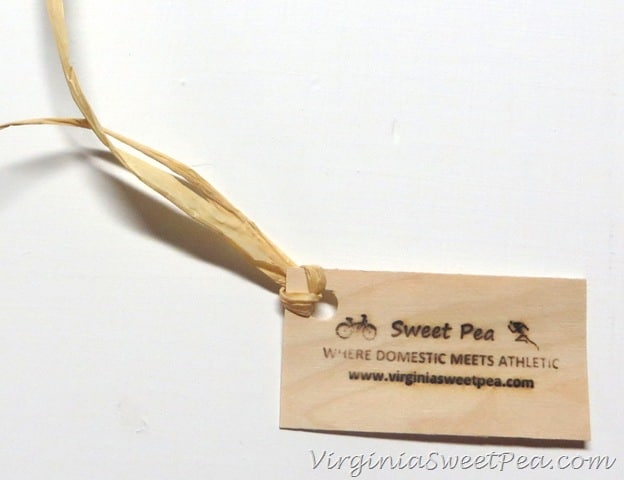 Sweet Pea
WHERE DOMESTIC MEETS ATHLETIC
www.virginiasweetpea.com
VirginiaSweetPea.com